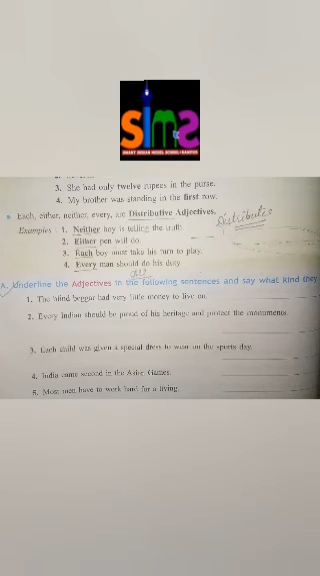 sims
SMART INDIAN MODEL SCHOOL
3. She had only twelve rupees in the purse.
4. My brother was standing in the first row.
Each, either, neither, every, are Distributive Adjectives.
Distributive
Examples : 1. Neither boy is telling the truth.
2. Either pen will do.
3. Each boy must take his turn to play.
4. Every man should do his duty
A. Underline the Adjectives in the following sentences and say what kind they
1. The blind beggar had very little money to live on.
2. Every Indian should be proud of his heritage and protect the monuments.
3. Each child was given a special dress to wear on the sports day.
4. India came second in the Asian Games.
5. Most men have to work hard for a living.